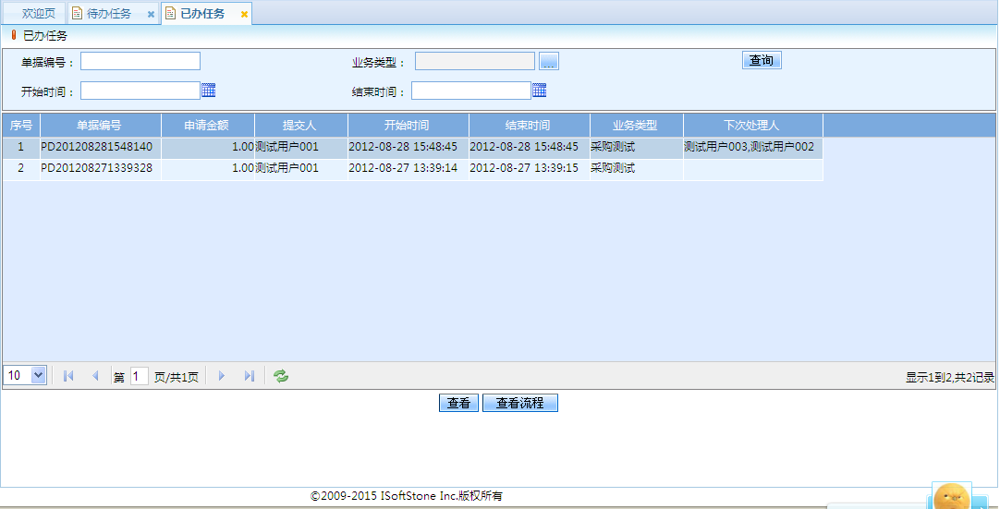 欢迎页 待办任务 已办任务
已办任务
单据编号： 业务类型： ... 查询
开始时间： 结束时间：
序号 单据编号 申请金额 提交人 开始时间 结束时间 业务类型 下次处理人
1 PD201208281548140 1.00 测试用户001 2012-08-28 15:48:45 2012-08-28 15:48:45 采购测试 测试用户003,测试用户002
2 PD201208271339328 1.00 测试用户001 2012-08-27 13:39:14 2012-08-27 13:39:15 采购测试
10 第 1 页/共1页 显示1到2,共2记录
查看 查看流程
©2009-2015 ISoftStone Inc.版权所有